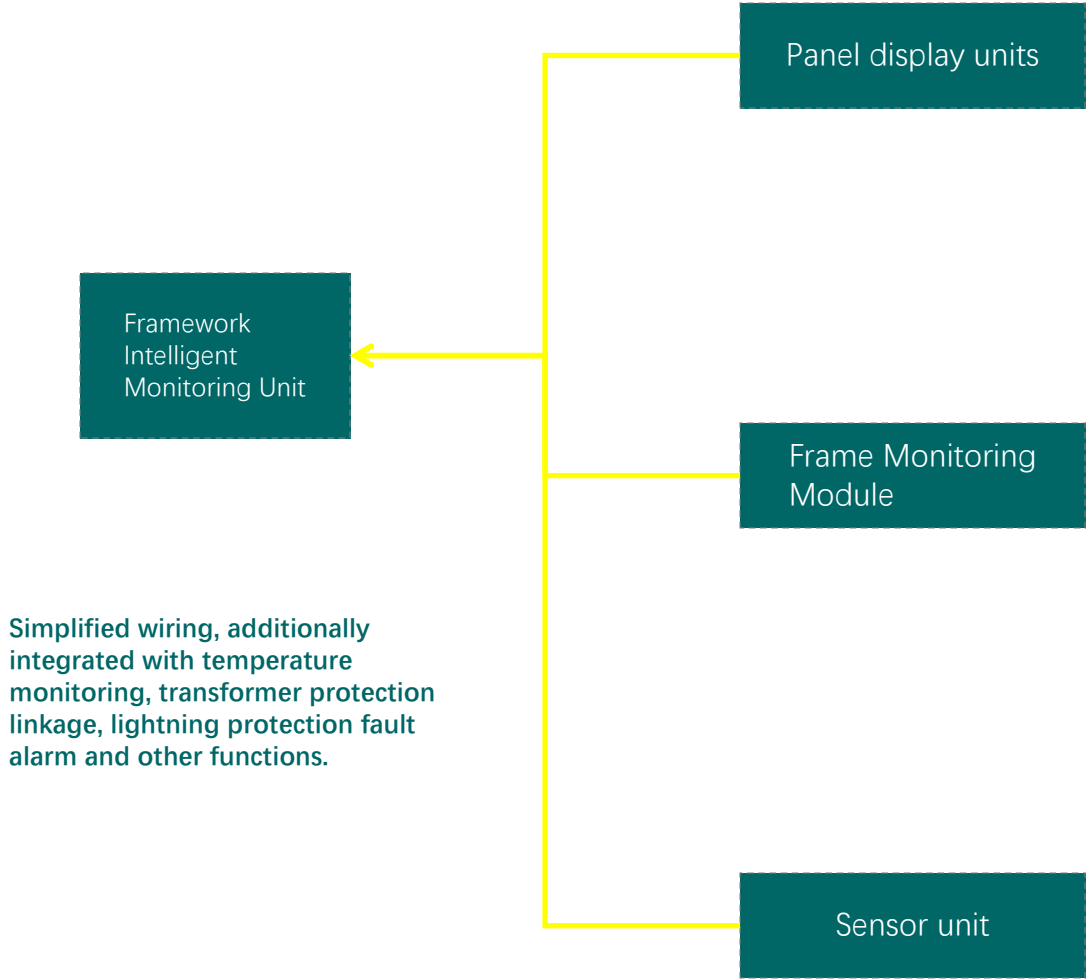 Panel display units
Framework
Intelligent
Monitoring Unit
Frame Monitoring
Module
Simplified wiring, additionally
integrated with temperature
monitoring, transformer protection
linkage, lightning protection fault
alarm and other functions.
Sensor unit